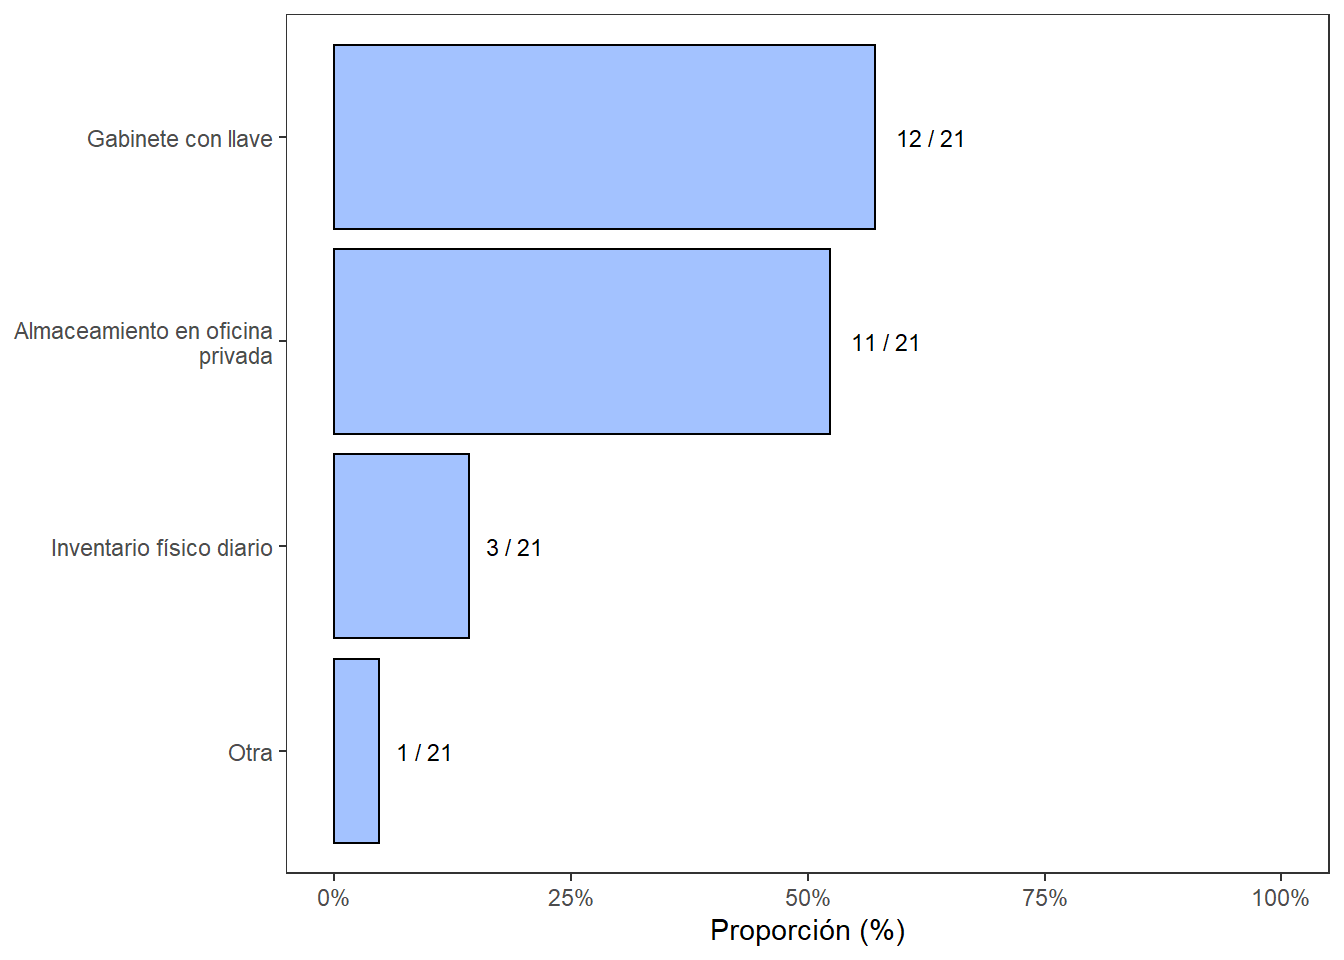 Gabinete con llave
12 / 21
Almaceamiento en oficina
privada
11 / 21
Inventario físico diario
3 / 21
Otra
1 / 21
0%
25%
50%
75%
100%
Proporción (%)